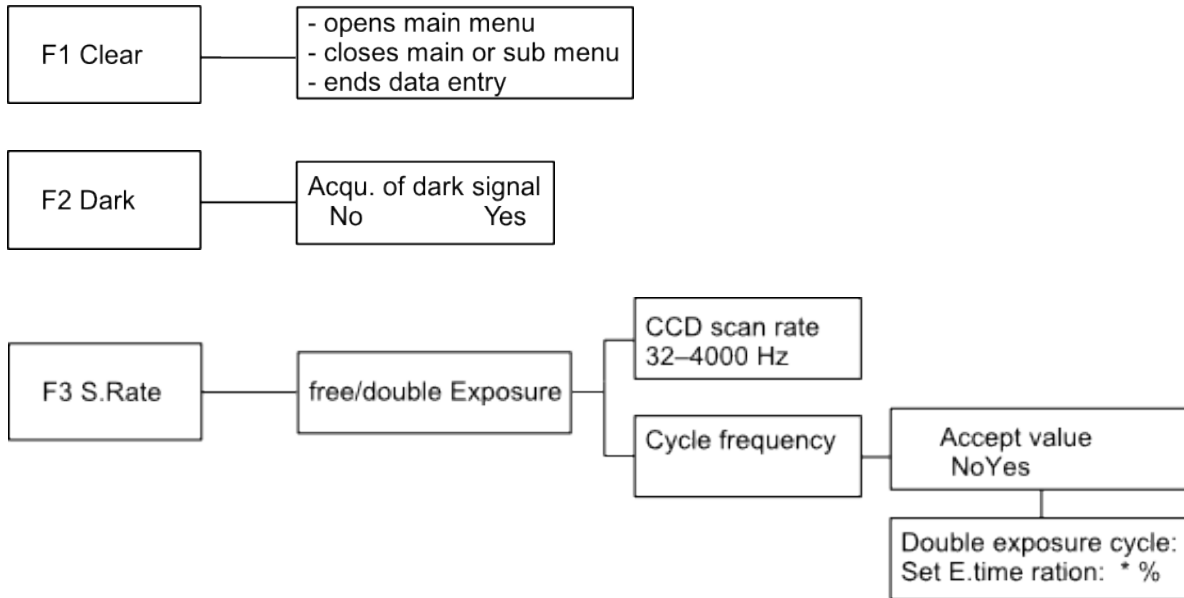 F1 Clear
- opens main menu
- closes main or sub menu
- ends data entry
F2 Dark
Acqu. of dark signal
No Yes
F3 S.Rate
free/double Exposure
CCD scan rate
32–4000 Hz
Cycle frequency
Accept value
NoYes
Double exposure cycle:
Set E.time ration: * %